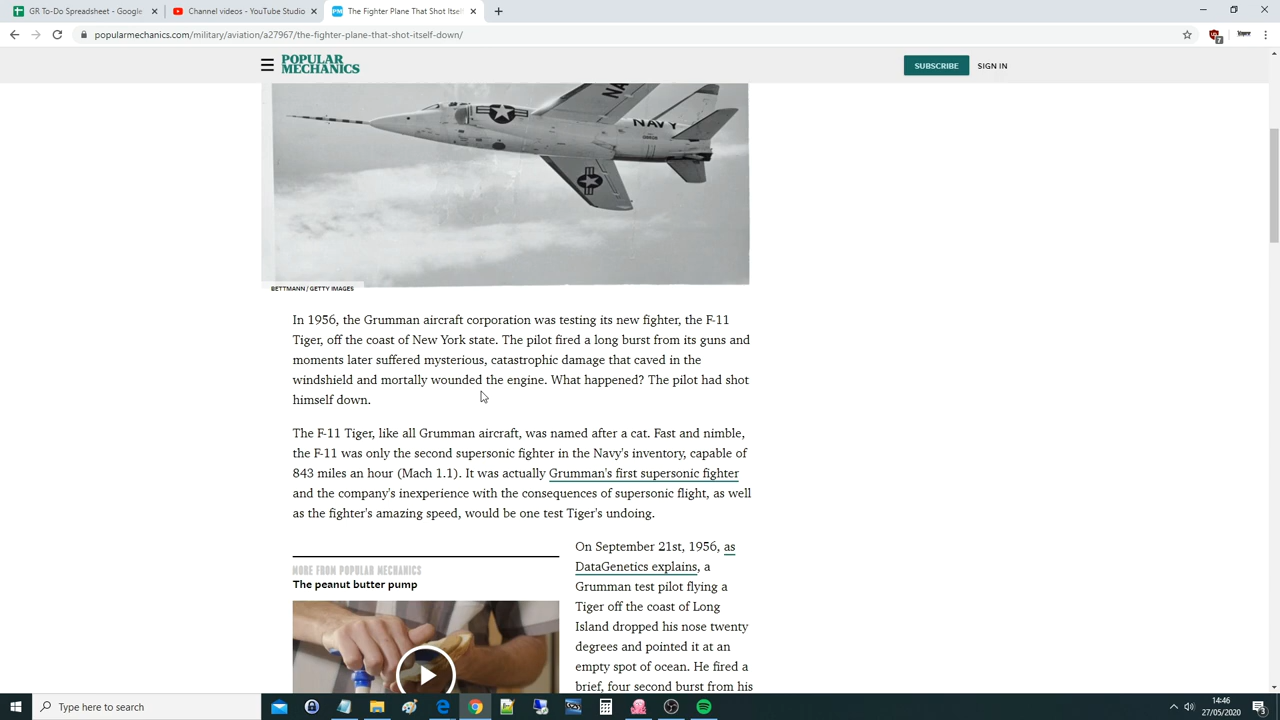 GR To-Do Spreadsheet - Google
Channel videos - YouTube Studio
PM
The Fighter Plane That Shot Itsel
popularmechanics.com/military/aviation/a27967/the-fighter-plane-that-shot-itself-down/
7
POPULAR
MECHANICS
SUBSCRIBE
SIGN IN
NA
NAVY
BETTMANN / GETTY IMAGES
In 1956, the Grumman aircraft corporation was testing its new fighter, the F-11
Tiger, off the coast of New York state. The pilot fired a long burst from its guns and
moments later suffered mysterious, catastrophic damage that caved in the
windshield and mortally wounded the engine. What happened? The pilot had shot
himself down.
The F-11 Tiger, like all Grumman aircraft, was named after a cat. Fast and nimble,
the F-11 was only the second supersonic fighter in the Navy's inventory, capable of
843 miles an hour (Mach 1.1). It was actually Grumman's first supersonic fighter
and the company's inexperience with the consequences of supersonic flight, as well
as the fighter's amazing speed, would be one test Tiger's undoing.
MORE FROM POPULAR MECHANICS
The peanut butter pump
On September 21st, 1956, as
DataGenetics explains, a
Grumman test pilot flying a
Tiger off the coast of Long
Island dropped his nose twenty
degrees and pointed it at an
empty spot of ocean. He fired a
brief, four second burst from his
Type here to search
14:46
27/05/2020
3